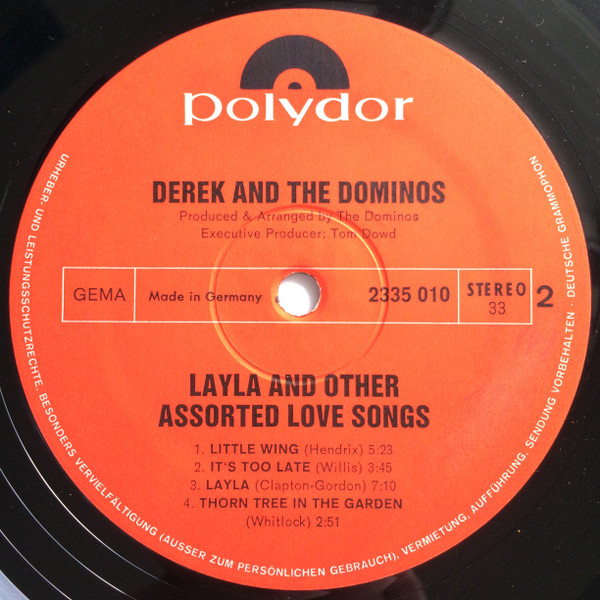 polydor
DEREK AND THE DOMINOS
Produced & Arranged by The Dominos
Executive Producer: Tom Dowd
GEMA
Made in Germany
2335 010
STEREO
33
2
LAYLA AND OTHER
ASSORTED LOVE SONGS
1. LITTLE WING (Hendrix) 5:23
2. IT'S TOO LATE (Willis) 3:45
3. LAYLA (Clapton-Gordon) 7:10
4. THORN TREE IN THE GARDEN
(Whitlock) 2:51
URHEBER- UND LEISTUNGSSCHUTZRECHTE, BESONDERS VERVIELFÄLTIGUNG (AUSSER ZUM PERSÖNLICHEN GEBRAUCH), VERMIETUNG, AUFFÜHRUNG, SENDUNG VORBEHALTEN · DEUTSCHE GRAMMOPHON